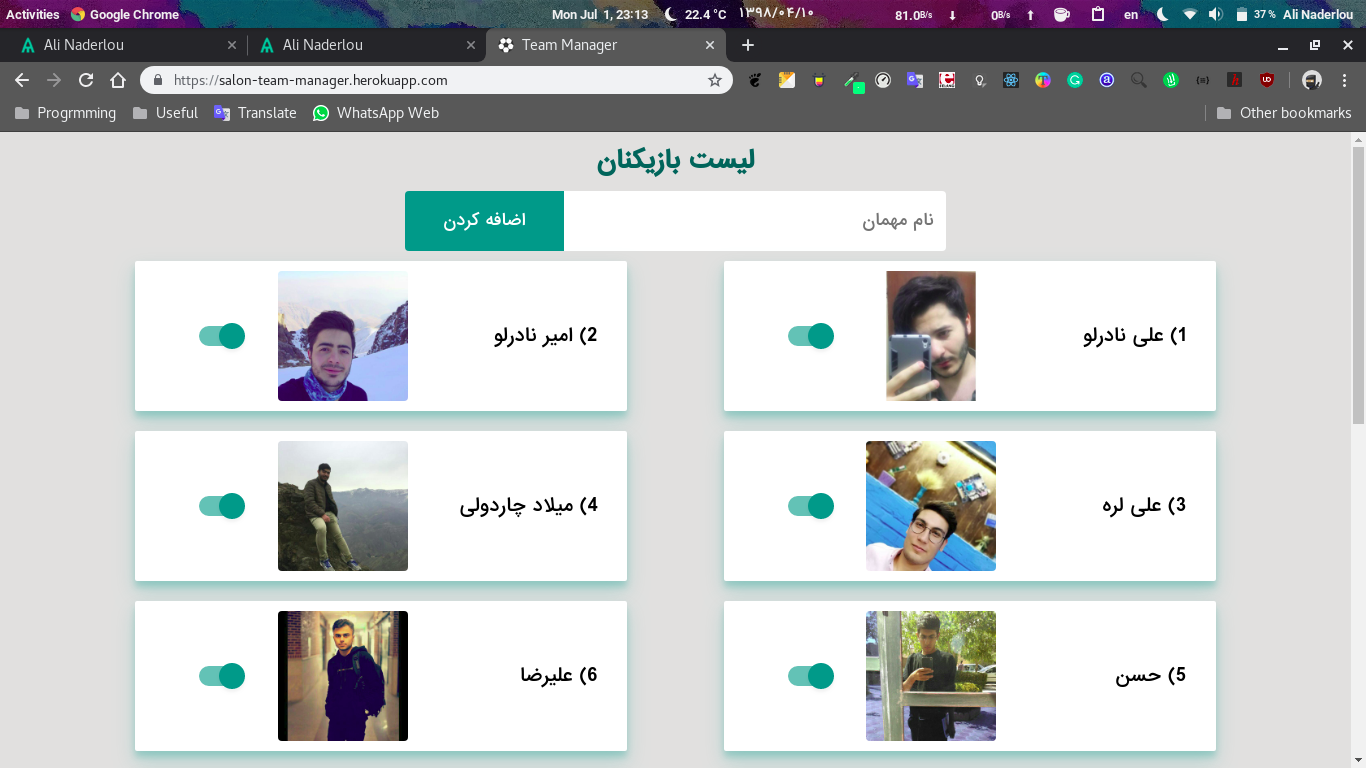 Activities Google Chrome Mon Jul 1, 23:13 22.4 °C ۱۳۹۸/۰۴/۱۰ 81.0B/s 0B/s en 37 % Ali Naderlou
Ali Naderlou Ali Naderlou Team Manager
https://salon-team-manager.herokuapp.com
Progrmming Useful Translate WhatsApp Web Other bookmarks
لیست بازیکنان
نام مهمان اضافه کردن
1) علی نادرلو
2) امیر نادرلو
3) علی لره
4) میلاد چاردولی
5) حسن
6) علیرضا